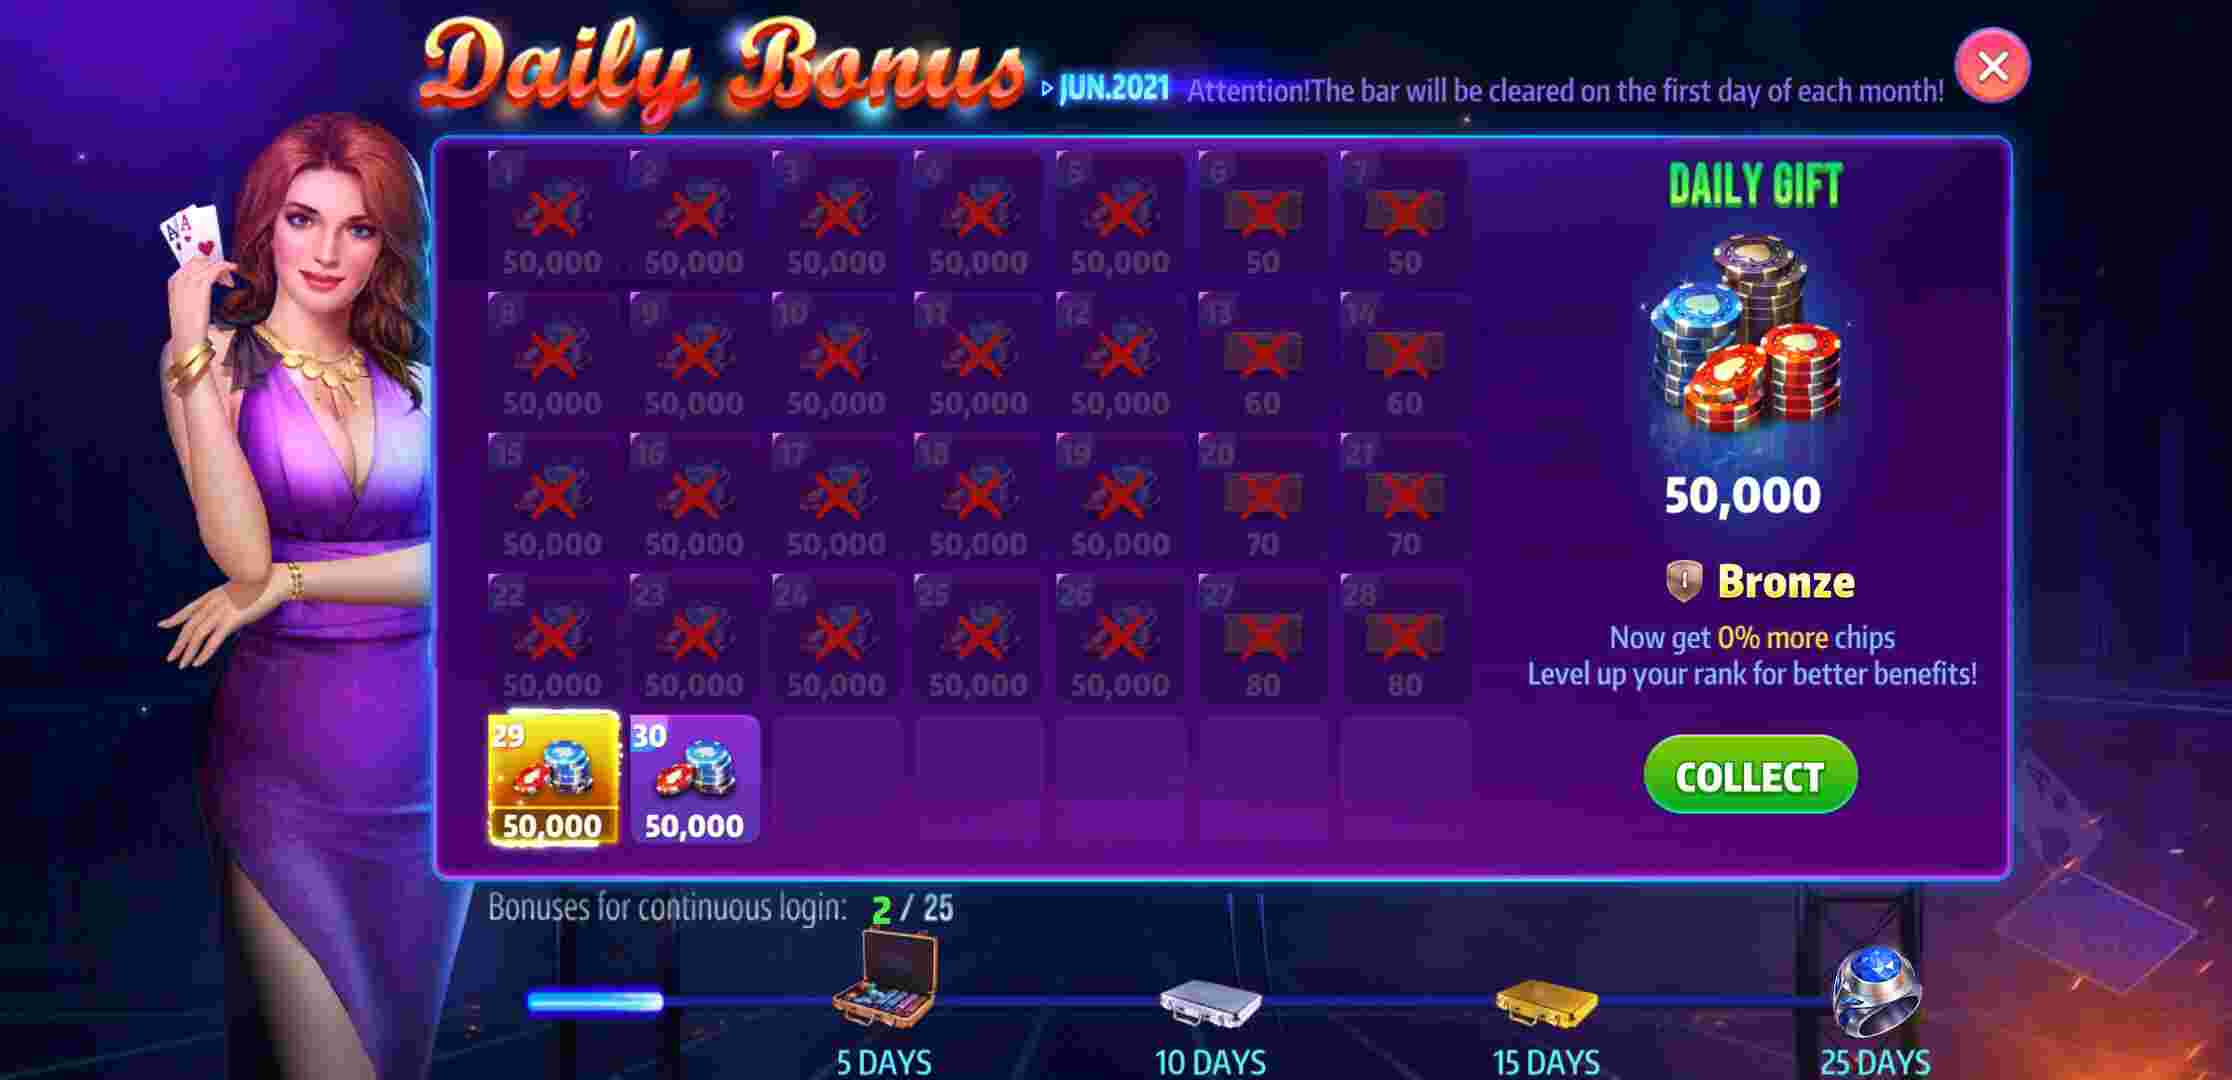 Daily Bonus
JUN.2021
Attention!The bar will be cleared on the first day of each month!
1 2 3 4 5 6 7
50,000 50,000 50,000 50,000 50,000 50 50
8 9 10 11 12 13 14
50,000 50,000 50,000 50,000 50,000 60 60
15 16 17 18 19 20 21
50,000 50,000 50,000 50,000 50,000 70 70
22 23 24 25 26 27 28
50,000 50,000 50,000 50,000 50,000 80 80
29 30
50,000 50,000
DAILY GIFT
50,000
Bronze
Now get 0% more chips
Level up your rank for better benefits!
COLLECT
Bonuses for continuous login: 2 / 25
5 DAYS 10 DAYS 15 DAYS 25 DAYS
A A